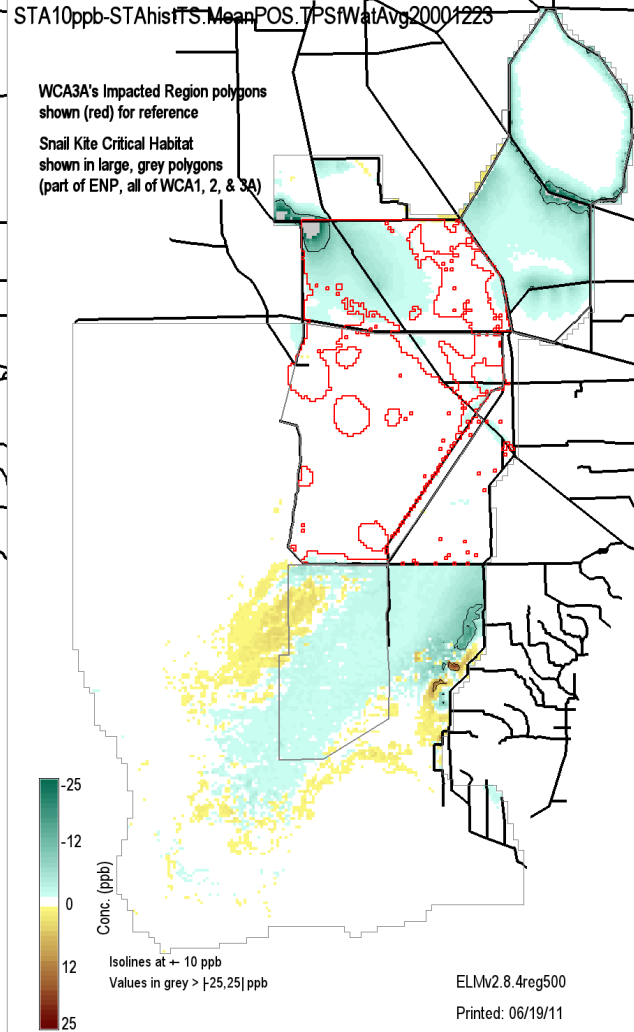 STA10ppb-STAhistTS.MeanPOS.TPSfWatAvg20001223
WCA3A's Impacted Region polygons
shown (red) for reference
Snail Kite Critical Habitat
shown in large, grey polygons
(part of ENP, all of WCA1, 2, & 3A)
-25
-12
0
12
25
Conc. (ppb)
Isolines at +- 10 ppb
Values in grey > |-25,25| ppb
ELMv2.8.4reg500
Printed: 06/19/11